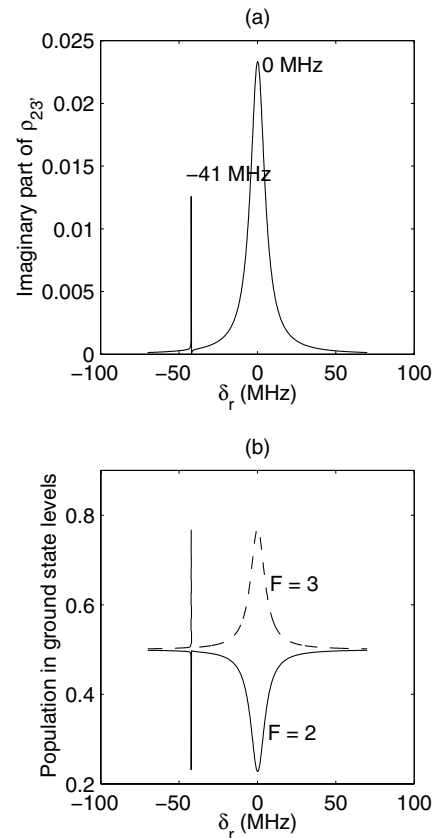 (a)
0.025
0.02
0.015
0.01
0.005
0
Imaginary part of ρ23'
0 MHz
−41 MHz
−100 −50 0 50 100
δr (MHz)
(b)
0.8
0.6
0.4
0.2
Population in ground state levels
F = 3
F = 2
−100 −50 0 50 100
δr (MHz)